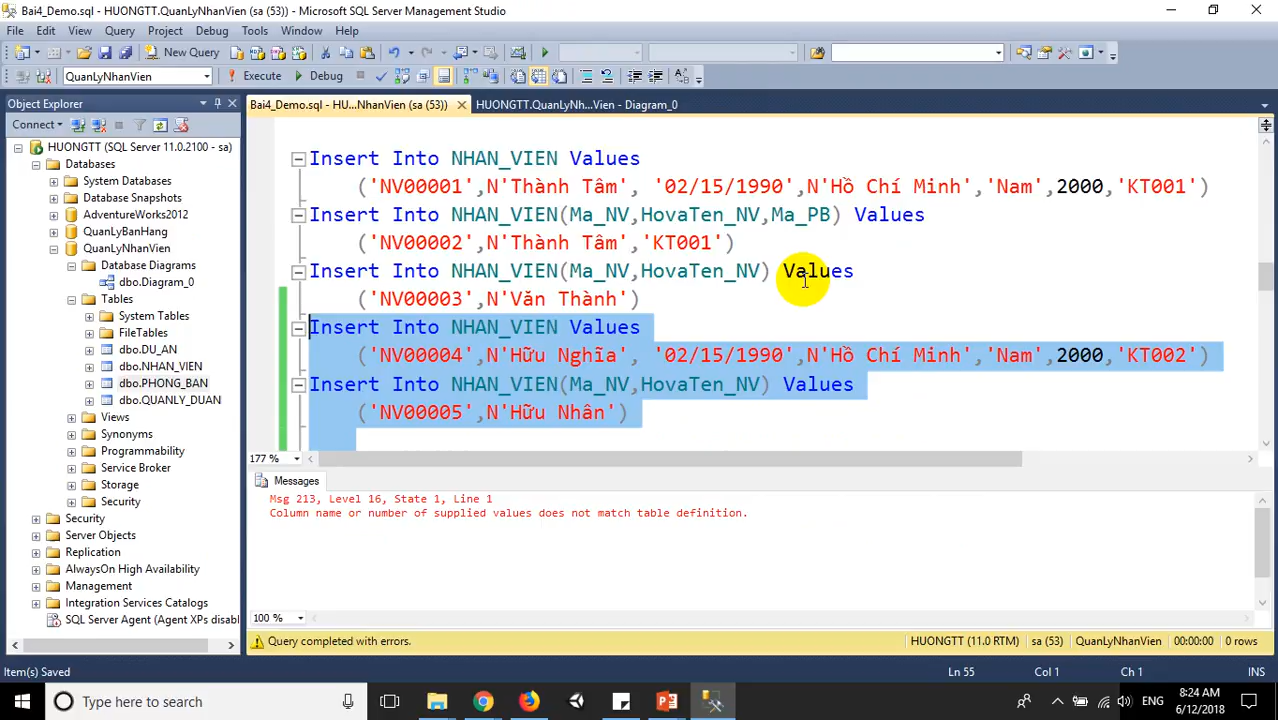 Bai4_Demo.sql - HUONGTT.QuanLyNhanVien (sa (53)) - Microsoft SQL Server Management Studio
File Edit View Query Project Debug Tools Window Help
New Query
QuanLyNhanVien Execute Debug
Object Explorer
Connect
HUONGTT (SQL Server 11.0.2100 - sa)
Databases
System Databases
Database Snapshots
AdventureWorks2012
QuanLyBanHang
QuanLyNhanVien
Database Diagrams
dbo.Diagram_0
Tables
System Tables
FileTables
dbo.DU_AN
dbo.NHAN_VIEN
dbo.PHONG_BAN
dbo.QUANLY_DUAN
Views
Synonyms
Programmability
Service Broker
Storage
Security
Security
Server Objects
Replication
AlwaysOn High Availability
Management
Integration Services Catalogs
SQL Server Agent (Agent XPs disabl
Bai4_Demo.sql - HU...NhanVien (sa (53)) HUONGTT.QuanLyNh...Vien - Diagram_0
Insert Into NHAN_VIEN Values
('NV00001',N'Thành Tâm', '02/15/1990',N'Hồ Chí Minh','Nam',2000,'KT001')
Insert Into NHAN_VIEN(Ma_NV,HovaTen_NV,Ma_PB) Values
('NV00002',N'Thành Tâm','KT001')
Insert Into NHAN_VIEN(Ma_NV,HovaTen_NV) Values
('NV00003',N'Văn Thành')
Insert Into NHAN_VIEN Values
('NV00004',N'Hữu Nghĩa', '02/15/1990',N'Hồ Chí Minh','Nam',2000,'KT002')
Insert Into NHAN_VIEN(Ma_NV,HovaTen_NV) Values
('NV00005',N'Hữu Nhân')
177 %
Messages
Msg 213, Level 16, State 1, Line 1
Column name or number of supplied values does not match table definition.
100 %
Query completed with errors. HUONGTT (11.0 RTM) sa (53) QuanLyNhanVien 00:00:00 0 rows
Item(s) Saved Ln 55 Col 1 Ch 1 INS
Type here to search
ENG
8:24 AM
6/12/2018